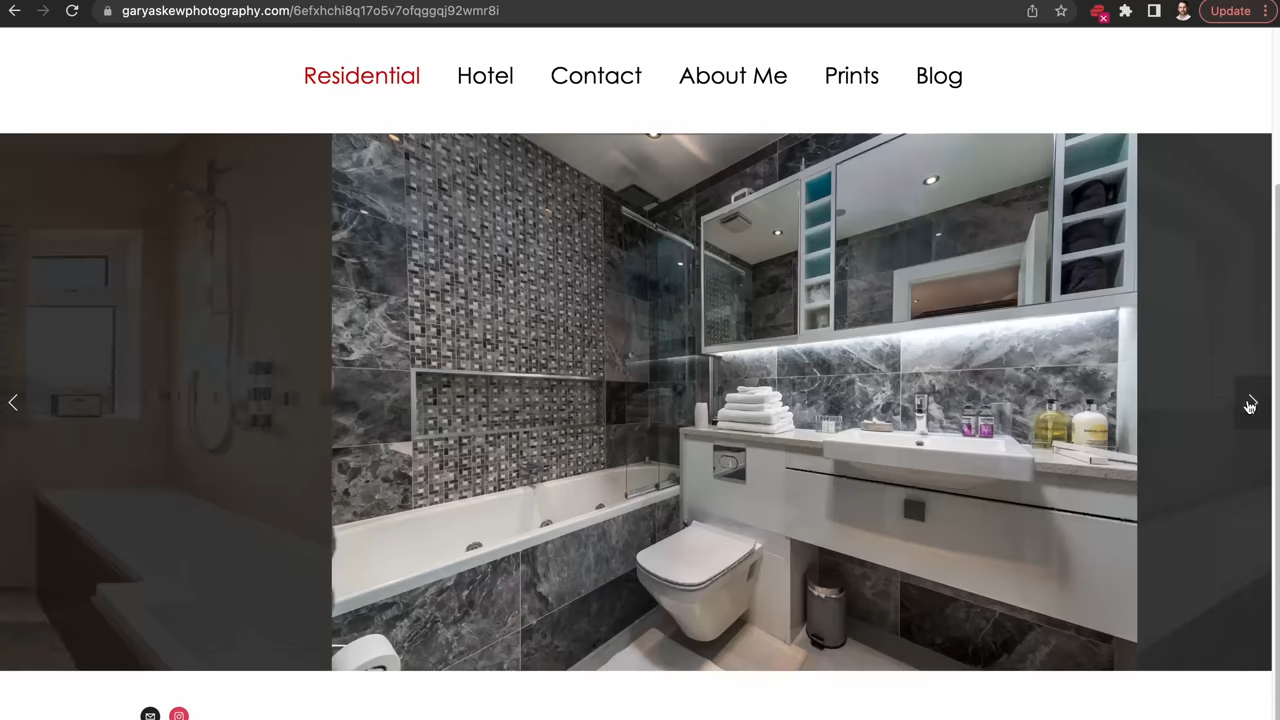 garyaskewphotography.com/6efxhchi8q17o5v7ofqggqj92wmr8i
Update
Residential Hotel Contact About Me Prints Blog